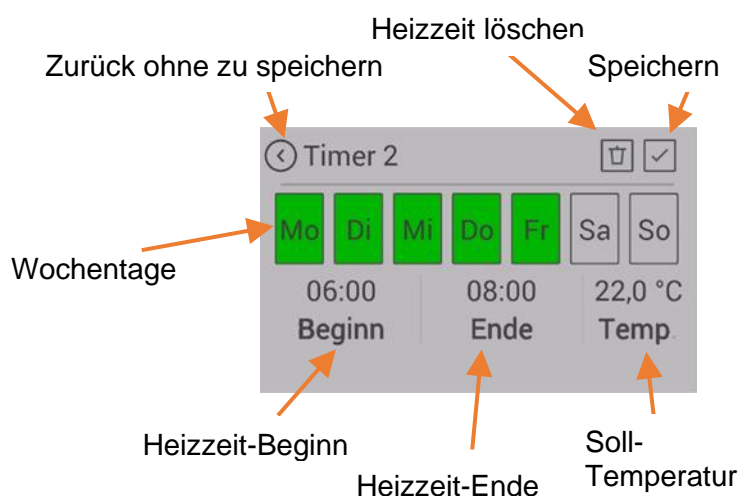 Heizzeit löschen
Zurück ohne zu speichern
Speichern
Timer 2
Mo Di Mi Do Fr Sa So
Wochentage
06:00 08:00 22,0 °C
Beginn Ende Temp.
Heizzeit-Beginn
Heizzeit-Ende
Soll-
Temperatur